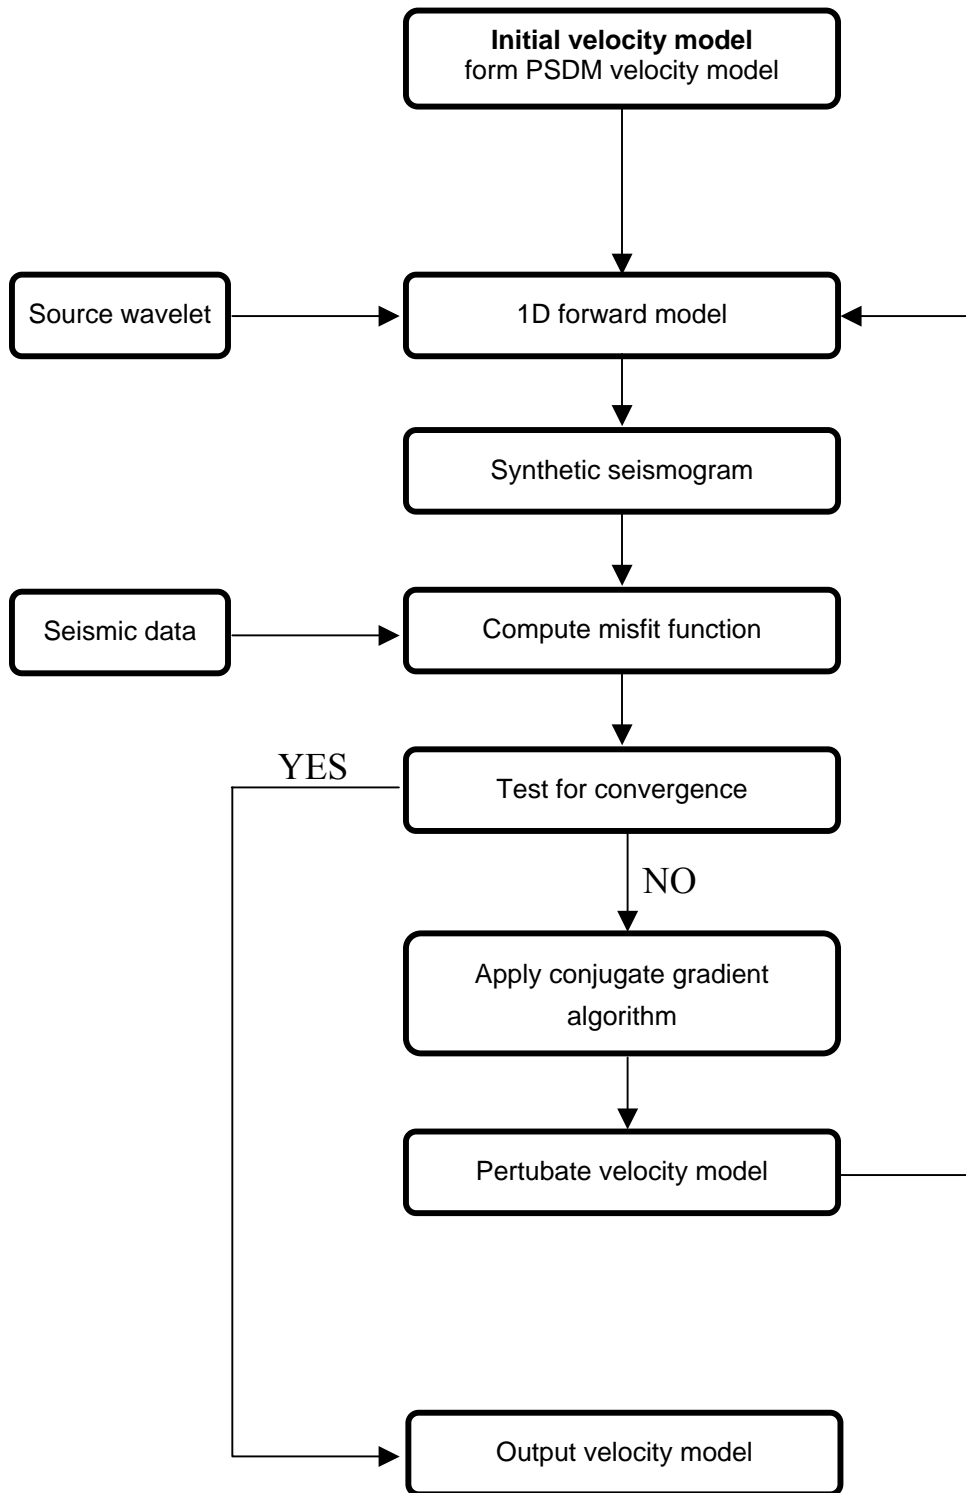 Initial velocity model
form PSDM velocity model
Source wavelet
1D forward model
Synthetic seismogram
Seismic data
Compute misfit function
YES
Test for convergence
NO
Apply conjugate gradient
algorithm
Pertubate velocity model
Output velocity model